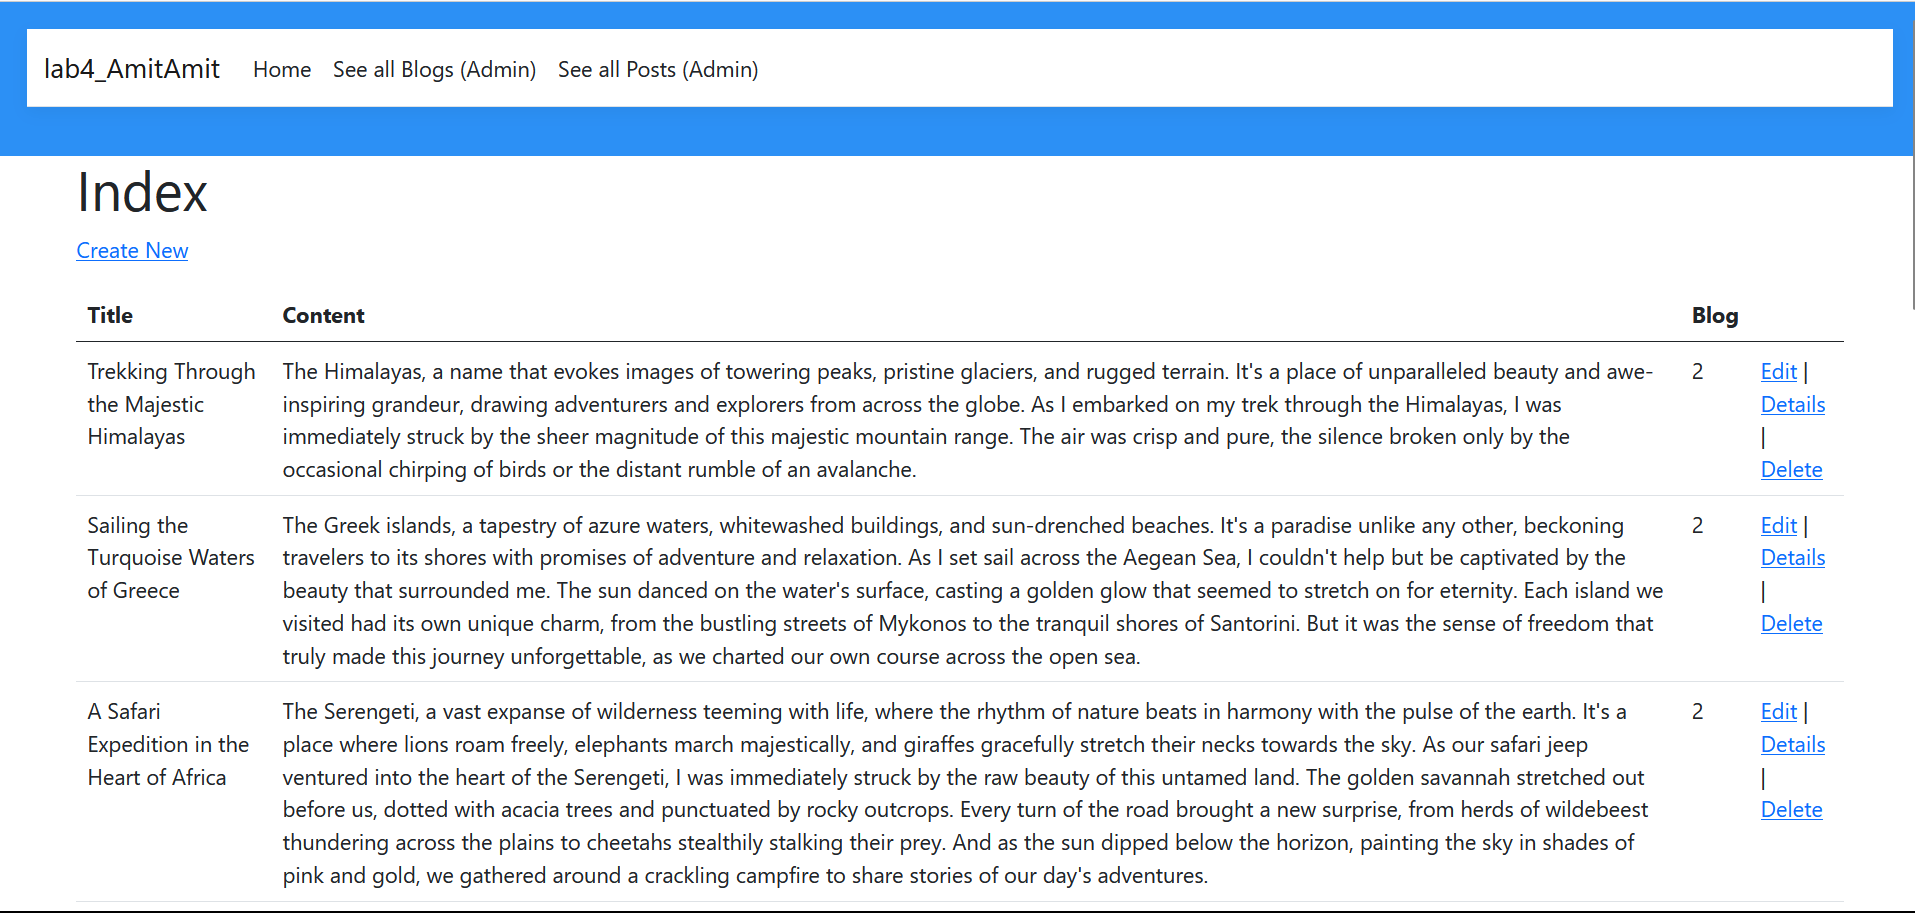 lab4_AmitAmit Home See all Blogs (Admin) See all Posts (Admin)
Index
Create New
Title Content Blog
Trekking Through
the Majestic
Himalayas
The Himalayas, a name that evokes images of towering peaks, pristine glaciers, and rugged terrain. It's a place of unparalleled beauty and awe-
inspiring grandeur, drawing adventurers and explorers from across the globe. As I embarked on my trek through the Himalayas, I was
immediately struck by the sheer magnitude of this majestic mountain range. The air was crisp and pure, the silence broken only by the
occasional chirping of birds or the distant rumble of an avalanche.
2
Edit |
Details
|
Delete
Sailing the
Turquoise Waters
of Greece
The Greek islands, a tapestry of azure waters, whitewashed buildings, and sun-drenched beaches. It's a paradise unlike any other, beckoning
travelers to its shores with promises of adventure and relaxation. As I set sail across the Aegean Sea, I couldn't help but be captivated by the
beauty that surrounded me. The sun danced on the water's surface, casting a golden glow that seemed to stretch on for eternity. Each island we
visited had its own unique charm, from the bustling streets of Mykonos to the tranquil shores of Santorini. But it was the sense of freedom that
truly made this journey unforgettable, as we charted our own course across the open sea.
2
Edit |
Details
|
Delete
A Safari
Expedition in the
Heart of Africa
The Serengeti, a vast expanse of wilderness teeming with life, where the rhythm of nature beats in harmony with the pulse of the earth. It's a
place where lions roam freely, elephants march majestically, and giraffes gracefully stretch their necks towards the sky. As our safari jeep
ventured into the heart of the Serengeti, I was immediately struck by the raw beauty of this untamed land. The golden savannah stretched out
before us, dotted with acacia trees and punctuated by rocky outcrops. Every turn of the road brought a new surprise, from herds of wildebeest
thundering across the plains to cheetahs stealthily stalking their prey. And as the sun dipped below the horizon, painting the sky in shades of
pink and gold, we gathered around a crackling campfire to share stories of our day's adventures.
2
Edit |
Details
|
Delete